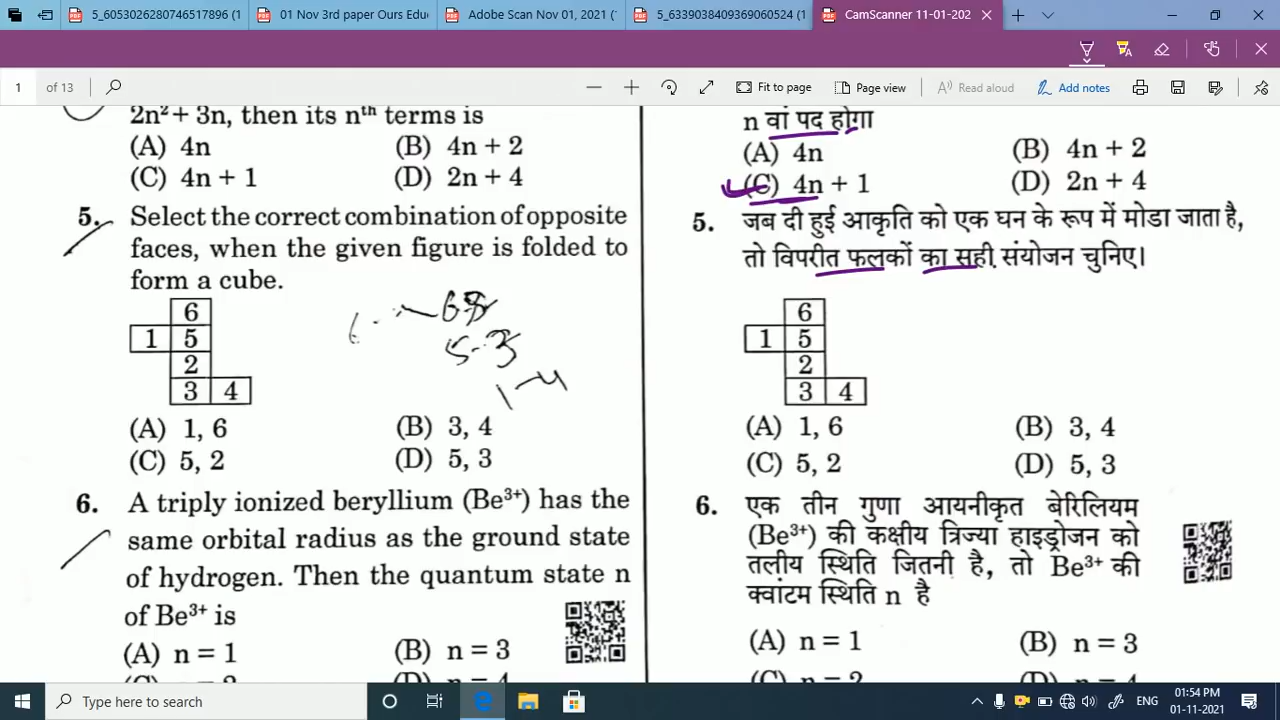 5_6053026280746517896 (1
01 Nov 3rd paper Ours Edu
Adobe Scan Nov 01, 2021 (
5_6339038409369060524 (1
CamScanner 11-01-202
1 of 13
Fit to page
Page view
Read aloud
Add notes
2n² + 3n, then its nᵗʰ terms is
(A) 4n (B) 4n + 2
(C) 4n + 1 (D) 2n + 4
5. Select the correct combination of opposite
faces, when the given figure is folded to
form a cube.
6
1 5
2
3 4
5-3
1-4
(A) 1, 6 (B) 3, 4
(C) 5, 2 (D) 5, 3
6. A triply ionized beryllium (Be³⁺) has the
same orbital radius as the ground state
of hydrogen. Then the quantum state n
of Be³⁺ is
(A) n = 1 (B) n = 3
n वां पद होगा
(A) 4n (B) 4n + 2
(C) 4n + 1 (D) 2n + 4
5. जब दी हुई आकृति को एक घन के रूप में मोडा जाता है,
तो विपरीत फलकों का सही संयोजन चुनिए।
6
1 5
2
3 4
(A) 1, 6 (B) 3, 4
(C) 5, 2 (D) 5, 3
6. एक तीन गुणा आयनीकृत बेरिलियम
(Be³⁺) की कक्षीय त्रिज्या हाइड्रोजन को
तलीय स्थिति जितनी है, तो Be³⁺ की
क्वांटम स्थिति n है
(A) n = 1 (B) n = 3
(C) n = 2 (D) n = 4
Type here to search
ENG
01:54 PM
01-11-2021